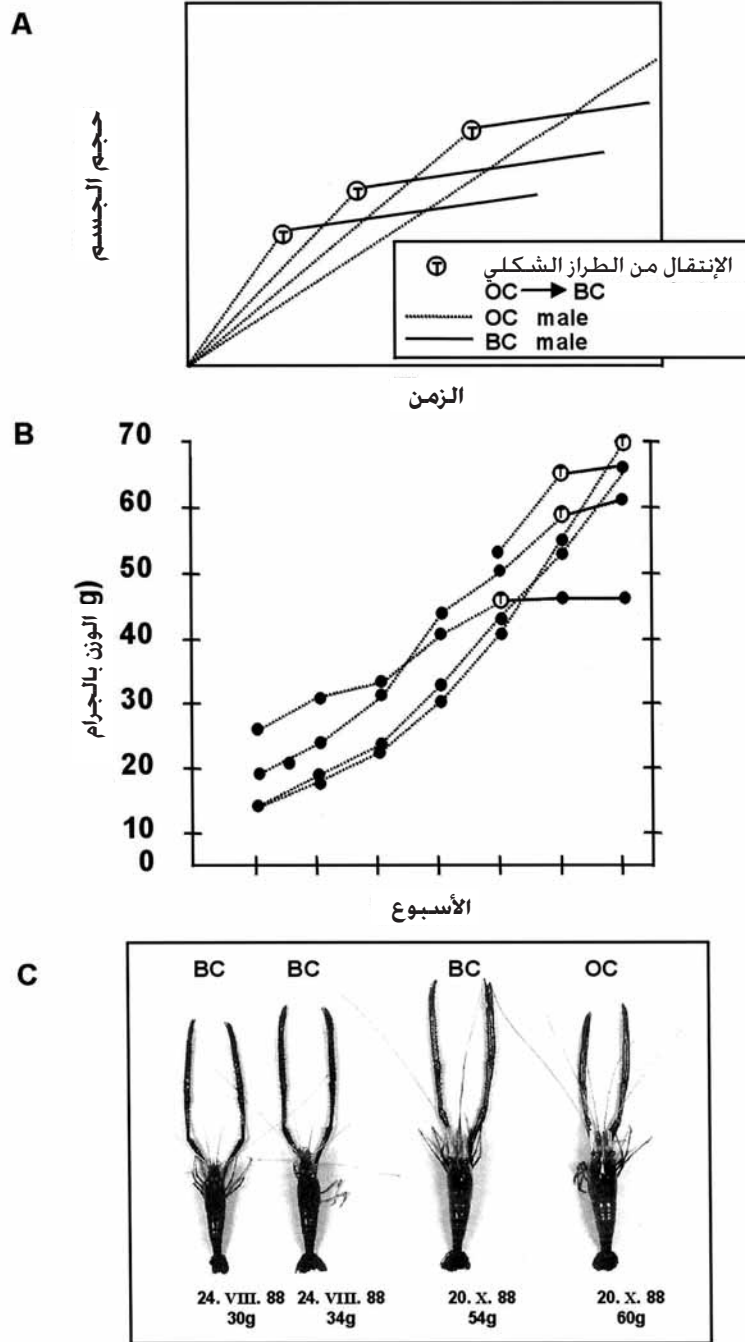 A
حجم الجسم
T
T
T
T الإنتقال من الطراز الشكلي
OC → BC
OC male
BC male
الزمن
B
70
60
50
40
30
20
10
0
الوزن بالجرام g)
T
T
T
T
الأسبوع
C
BC BC BC OC
24. VIII. 88 24. VIII. 88 20. X. 88 20. X. 88
30g 34g 54g 60g